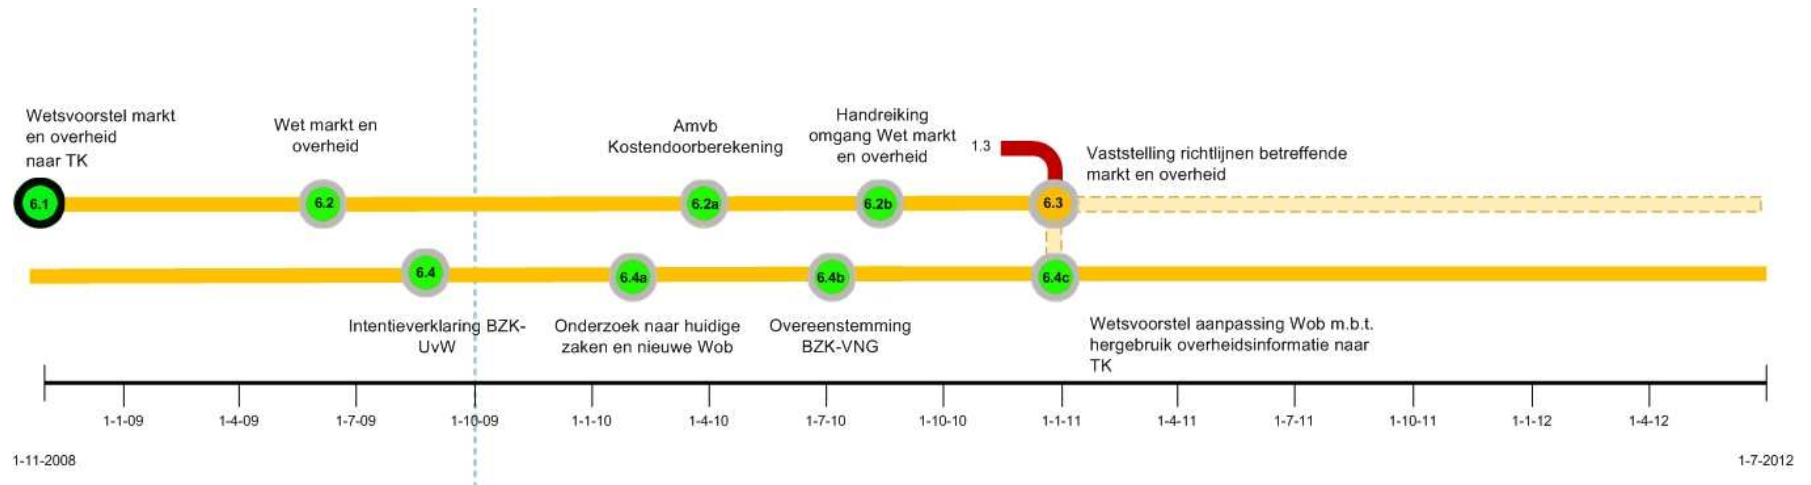 Wetsvoorstel markt
en overheid
naar TK
Wet markt en
overheid
Amvb
Kostendoorberekening
Handreiking
omgang Wet markt
en overheid
1.3
Vaststelling richtlijnen betreffende
markt en overheid
6.1
6.2
6.2a
6.2b
6.3
6.4
6.4a
6.4b
6.4c
Intentieverklaring BZK-
UvW
Onderzoek naar huidige
zaken en nieuwe Wob
Overeenstemming
BZK-VNG
Wetsvoorstel aanpassing Wob m.b.t.
hergebruik overheidsinformatie naar
TK
1-1-09
1-4-09
1-7-09
1-10-09
1-1-10
1-4-10
1-7-10
1-10-10
1-1-11
1-4-11
1-7-11
1-10-11
1-1-12
1-4-12
1-11-2008
1-7-2012